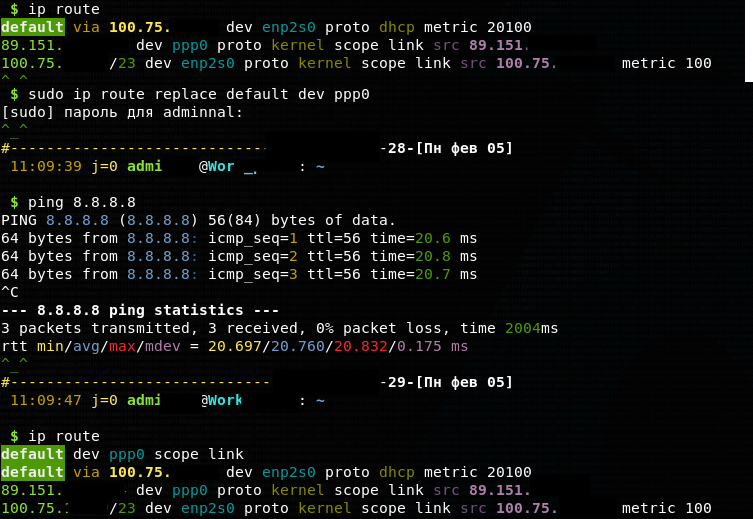 $ ip route
default via 100.75. dev enp2s0 proto dhcp metric 20100
89.151. dev ppp0 proto kernel scope link src 89.151.
100.75. /23 dev enp2s0 proto kernel scope link src 100.75. metric 100
^_^
$ sudo ip route replace default dev ppp0
[sudo] пароль для adminnal:
^_^
#----------------------------- -28-[Пн фев 05]
11:09:39 j=0 admi @Wor _. : ~
$ ping 8.8.8.8
PING 8.8.8.8 (8.8.8.8) 56(84) bytes of data.
64 bytes from 8.8.8.8: icmp_seq=1 ttl=56 time=20.6 ms
64 bytes from 8.8.8.8: icmp_seq=2 ttl=56 time=20.8 ms
64 bytes from 8.8.8.8: icmp_seq=3 ttl=56 time=20.7 ms
^C
--- 8.8.8.8 ping statistics ---
3 packets transmitted, 3 received, 0% packet loss, time 2004ms
rtt min/avg/max/mdev = 20.697/20.760/20.832/0.175 ms
^_^
#----------------------------- -29-[Пн фев 05]
11:09:47 j=0 admi @Work : ~
$ ip route
default dev ppp0 scope link
default via 100.75. dev enp2s0 proto dhcp metric 20100
89.151. dev ppp0 proto kernel scope link src 89.151.
100.75. /23 dev enp2s0 proto kernel scope link src 100.75. metric 100